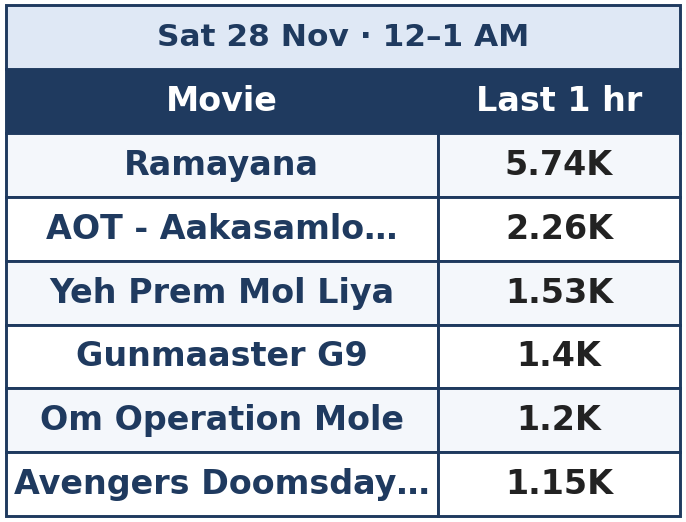 Sat 28 Nov · 12–1 AM
Movie Last 1 hr
Ramayana 5.74K
AOT - Aakasamlo... 2.26K
Yeh Prem Mol Liya 1.53K
Gunmaaster G9 1.4K
Om Operation Mole 1.2K
Avengers Doomsday... 1.15K